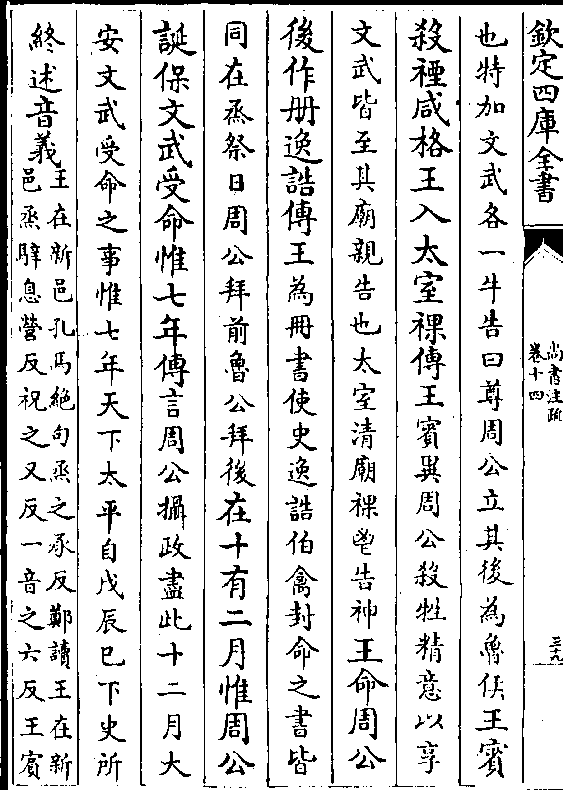 欽定四庫全書
尚書注疏
卷十四
三十九
也特加文武各一牛告曰尊周公立其後為魯侯王賓
殺禋咸格王入太室祼傳王賓異周公殺牲精意以享
文武皆至其廟親告也太室清廟祼鬯告神王命周公
後作册逸誥傳王為冊書使史逸誥伯禽封命之書皆
同在烝祭日周公拜前魯公拜後在十有二月惟周公
誕保文武受命惟七年傳言周公攝政盡此十二月大
安文武受命之事惟七年天下太平自戊辰巳下史所
終述音義
王在新邑孔馬絶句烝之承反鄭讀王在新
邑烝騂息營反祝之又反一音之六反王賓